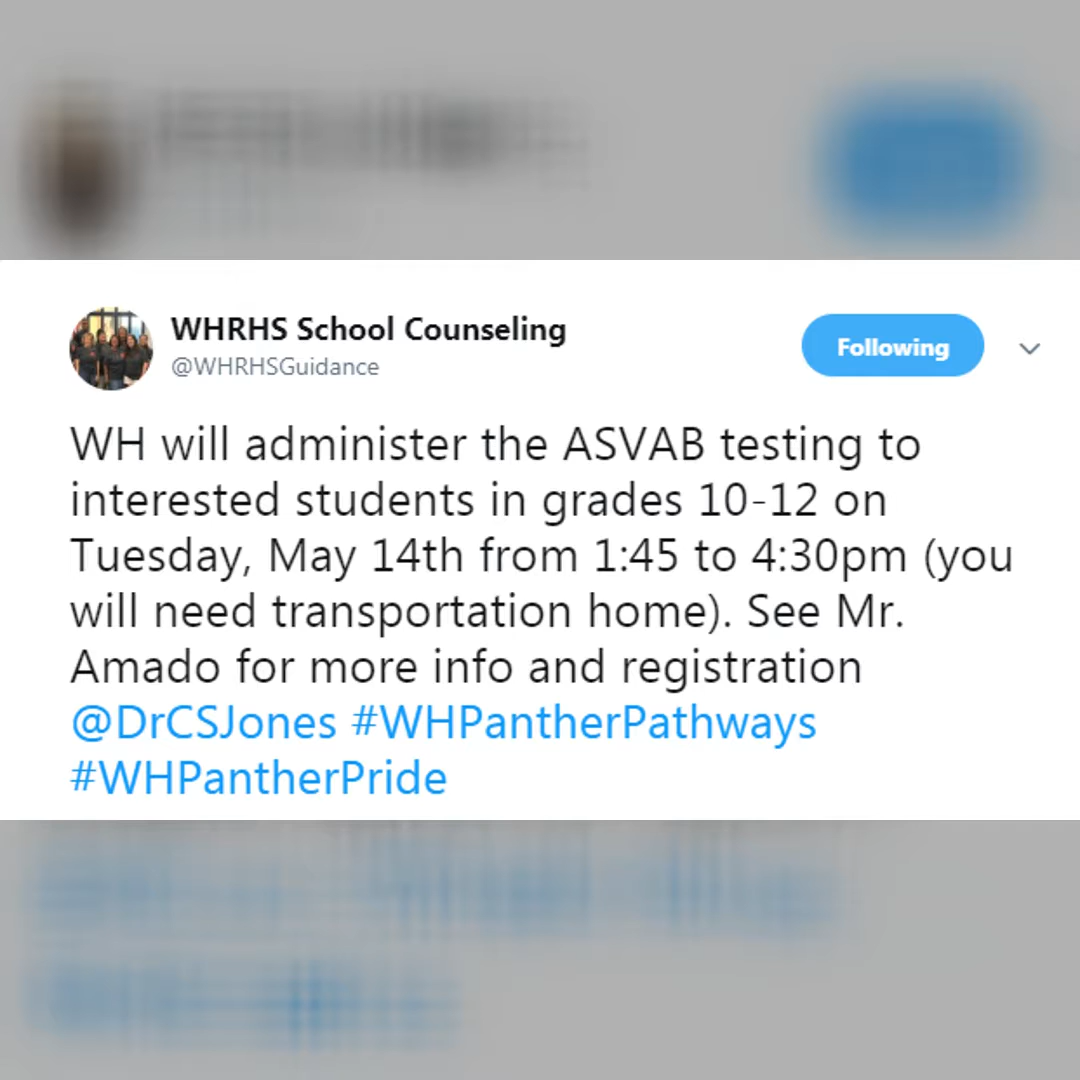 WHRHS School Counseling
@WHRHSGuidance
Following
WH will administer the ASVAB testing to
interested students in grades 10-12 on
Tuesday, May 14th from 1:45 to 4:30pm (you
will need transportation home). See Mr.
Amado for more info and registration
@DrCSJones #WHPantherPathways
#WHPantherPride